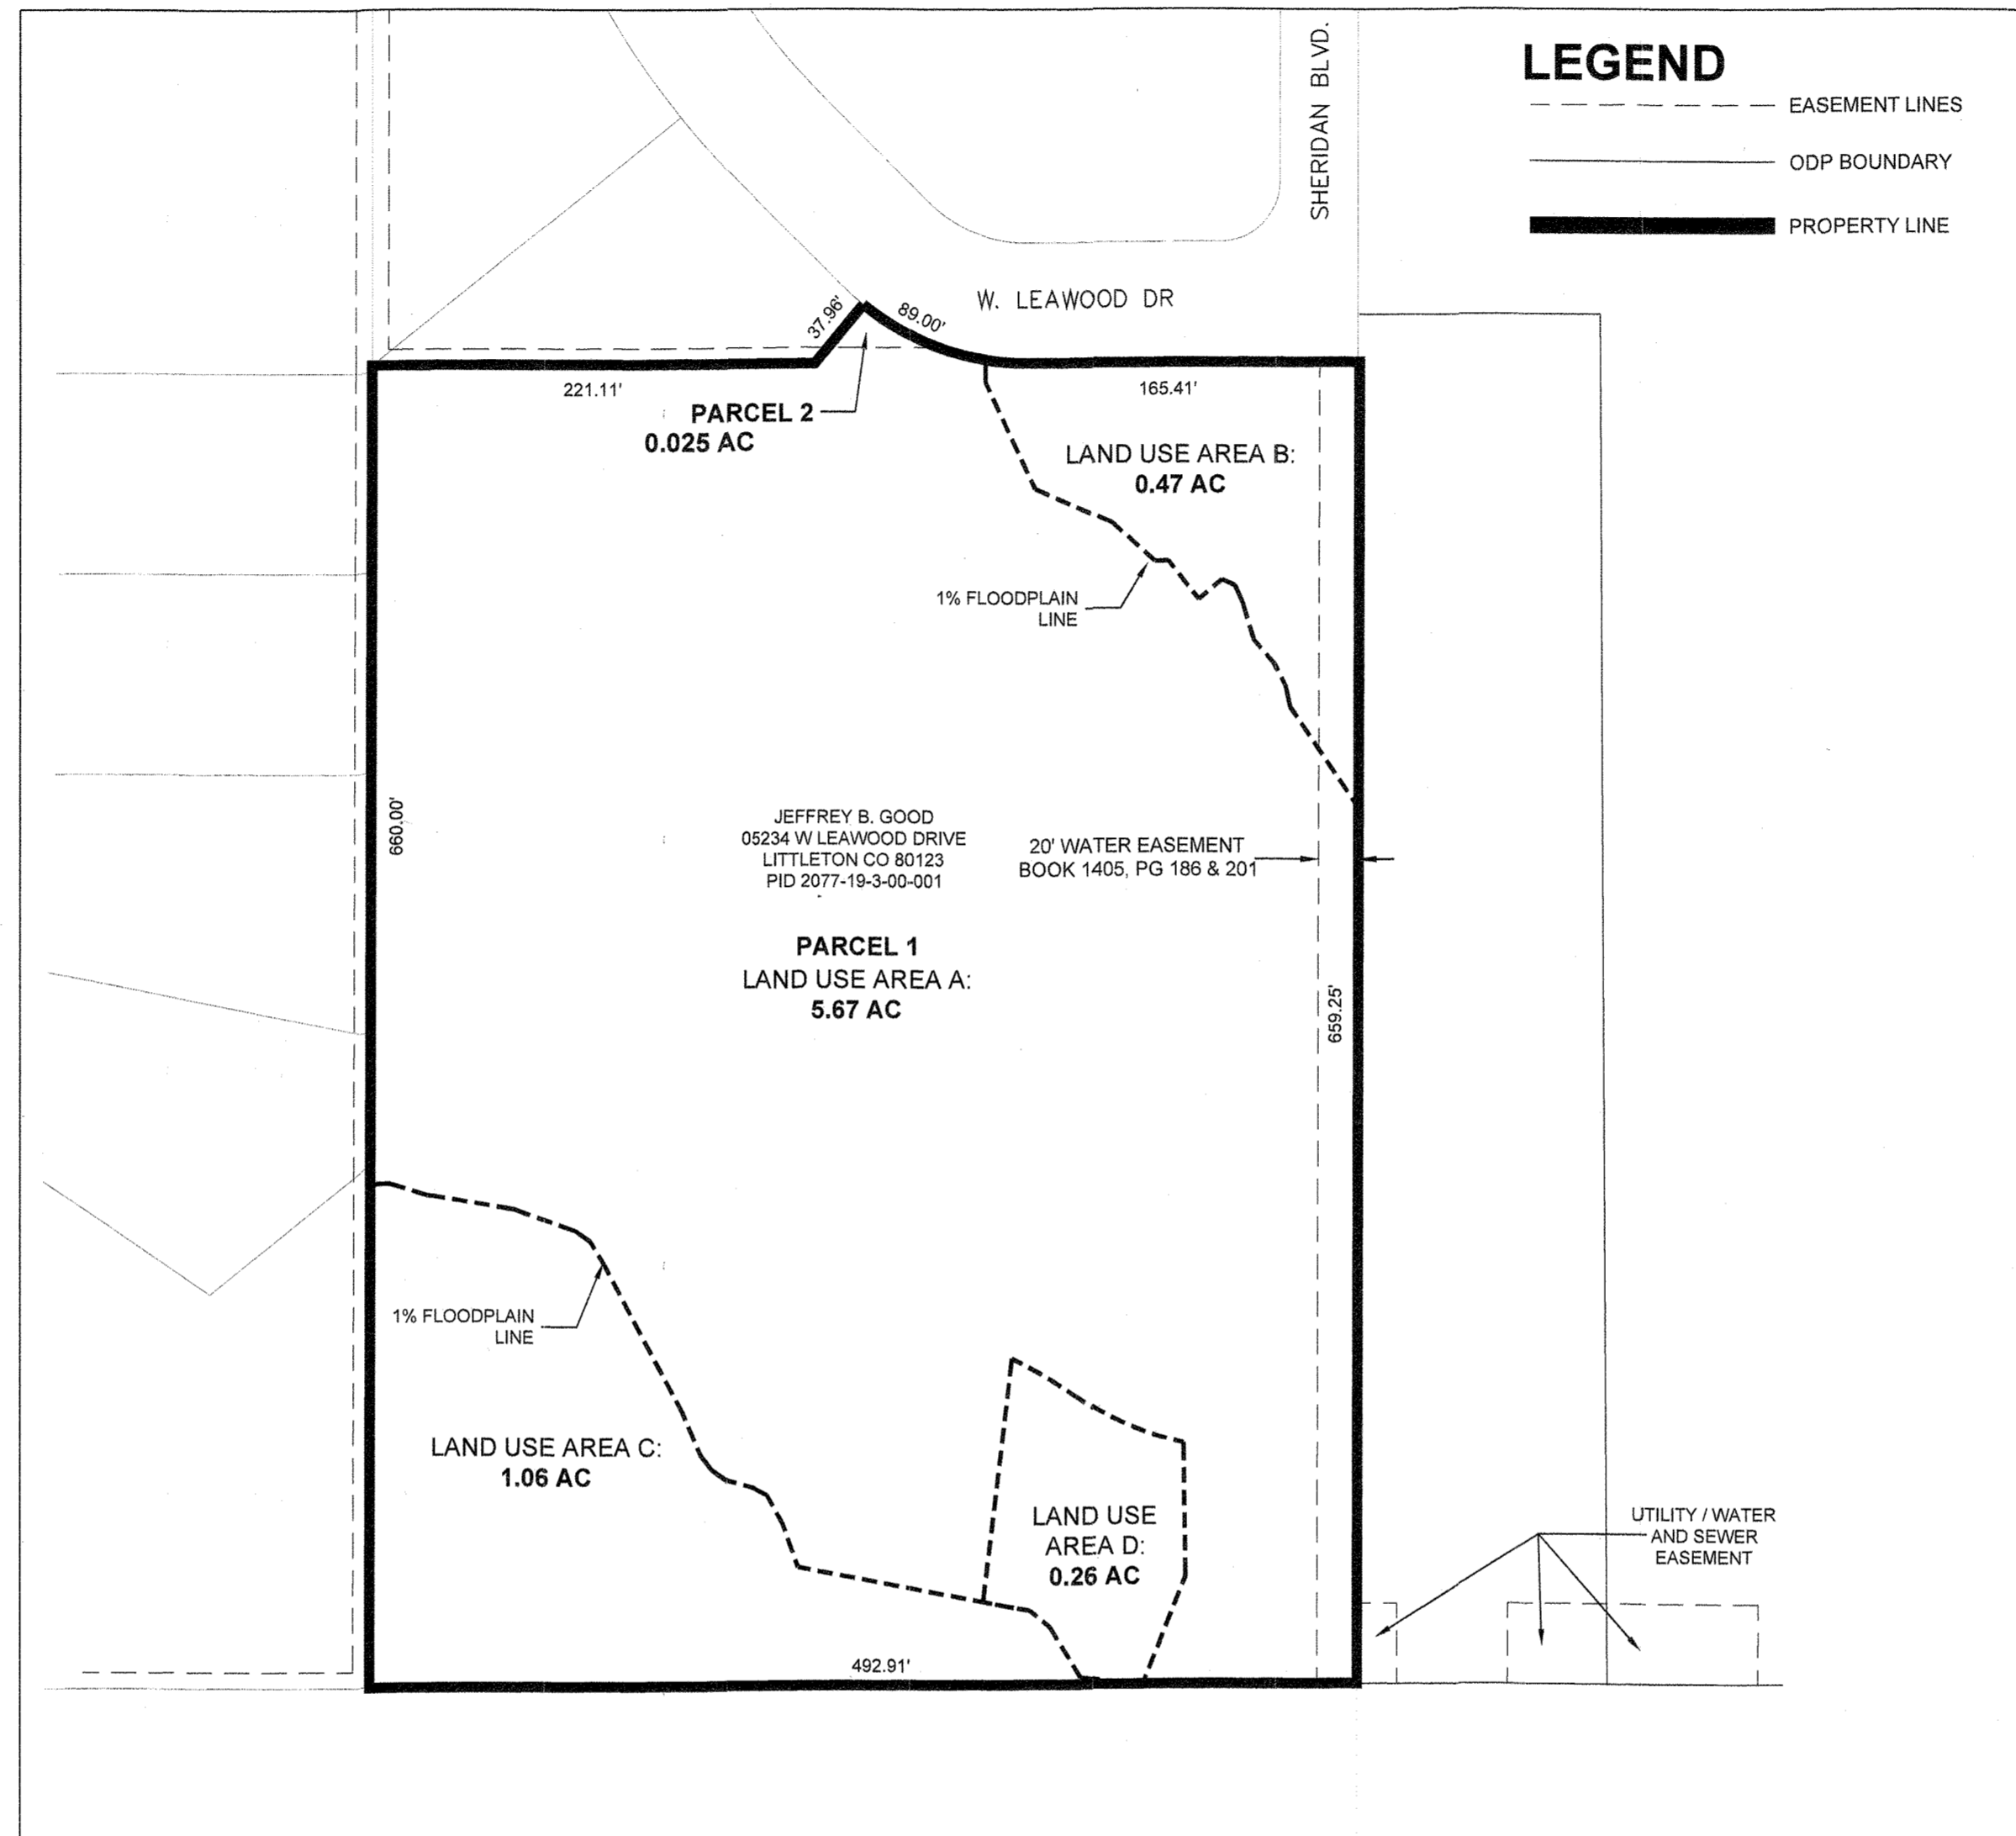 SHERIDAN BLVD.
LEGEND
EASEMENT LINES
ODP BOUNDARY
PROPERTY LINE
W. LEAWOOD DR
37.96'
89.00'
221.11'
165.41'
PARCEL 2
0.025 AC
LAND USE AREA B:
0.47 AC
1% FLOODPLAIN
LINE
660.00'
JEFFREY B. GOOD
05234 W LEAWOOD DRIVE
LITTLETON CO 80123
PID 2077-19-3-00-001
20' WATER EASEMENT
BOOK 1405, PG 186 & 201
PARCEL 1
LAND USE AREA A:
5.67 AC
659.25'
1% FLOODPLAIN
LINE
LAND USE AREA C:
1.06 AC
LAND USE
AREA D:
0.26 AC
UTILITY / WATER
AND SEWER
EASEMENT
492.91'